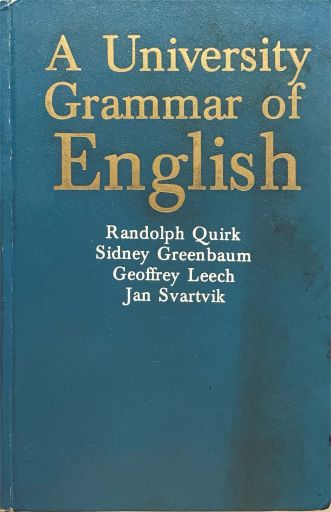 A University
Grammar of
English
Randolph Quirk
Sidney Greenbaum
Geoffrey Leech
Jan Svartvik